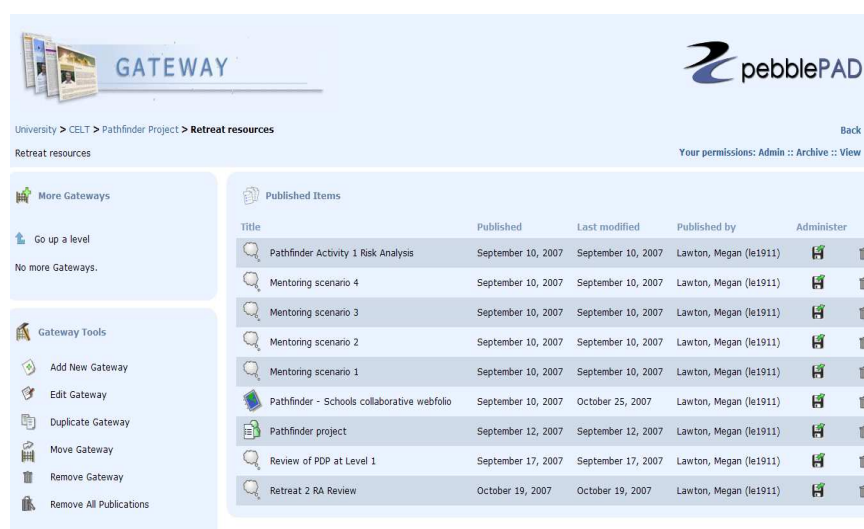 GATEWAY
pebblePAD
University > CELT > Pathfinder Project > Retreat resources
Back
Retreat resources
Your permissions: Admin :: Archive :: View
More Gateways
Go up a level
No more Gateways.
Gateway Tools
Add New Gateway
Edit Gateway
Duplicate Gateway
Move Gateway
Remove Gateway
Remove All Publications
Published Items
Title Published Last modified Published by Administer
Pathfinder Activity 1 Risk Analysis September 10, 2007 September 10, 2007 Lawton, Megan (le1911)
Mentoring scenario 4 September 10, 2007 September 10, 2007 Lawton, Megan (le1911)
Mentoring scenario 3 September 10, 2007 September 10, 2007 Lawton, Megan (le1911)
Mentoring scenario 2 September 10, 2007 September 10, 2007 Lawton, Megan (le1911)
Mentoring scenario 1 September 10, 2007 September 10, 2007 Lawton, Megan (le1911)
Pathfinder - Schools collaborative webfolio September 10, 2007 October 25, 2007 Lawton, Megan (le1911)
Pathfinder project September 12, 2007 September 12, 2007 Lawton, Megan (le1911)
Review of PDP at Level 1 September 17, 2007 September 17, 2007 Lawton, Megan (le1911)
Retreat 2 RA Review October 19, 2007 October 19, 2007 Lawton, Megan (le1911)